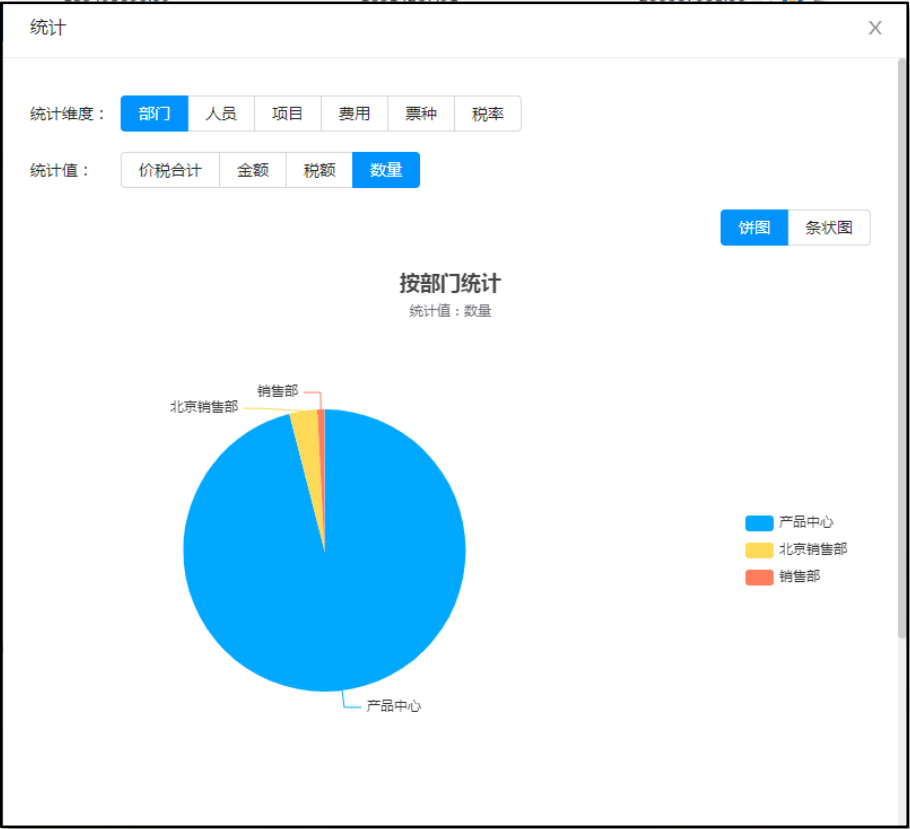 统计
X
统计维度： 部门 人员 项目 费用 票种 税率
统计值： 价税合计 金额 税额 数量
饼图 条状图
按部门统计
统计值：数量
销售部
北京销售部
产品中心
北京销售部
销售部
产品中心